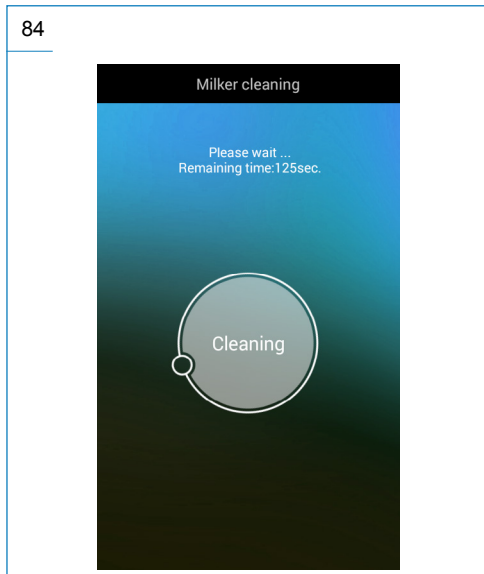 84
Milker cleaning
Please wait ...
Remaining time:125sec.
Cleaning